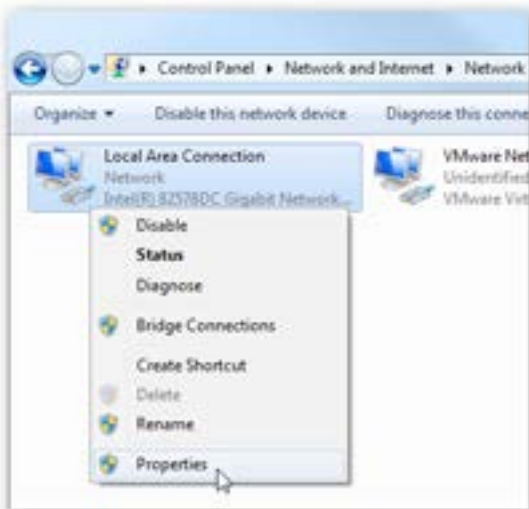 Control Panel ▸ Network and Internet ▸ Network
Organize Disable this network device Diagnose this conne
Local Area Connection
Network
Intel(R) 82578DC Gigabit Network...
VMware Net
Unidentified
VMware Virt
Disable
Status
Diagnose
Bridge Connections
Create Shortcut
Delete
Rename
Properties